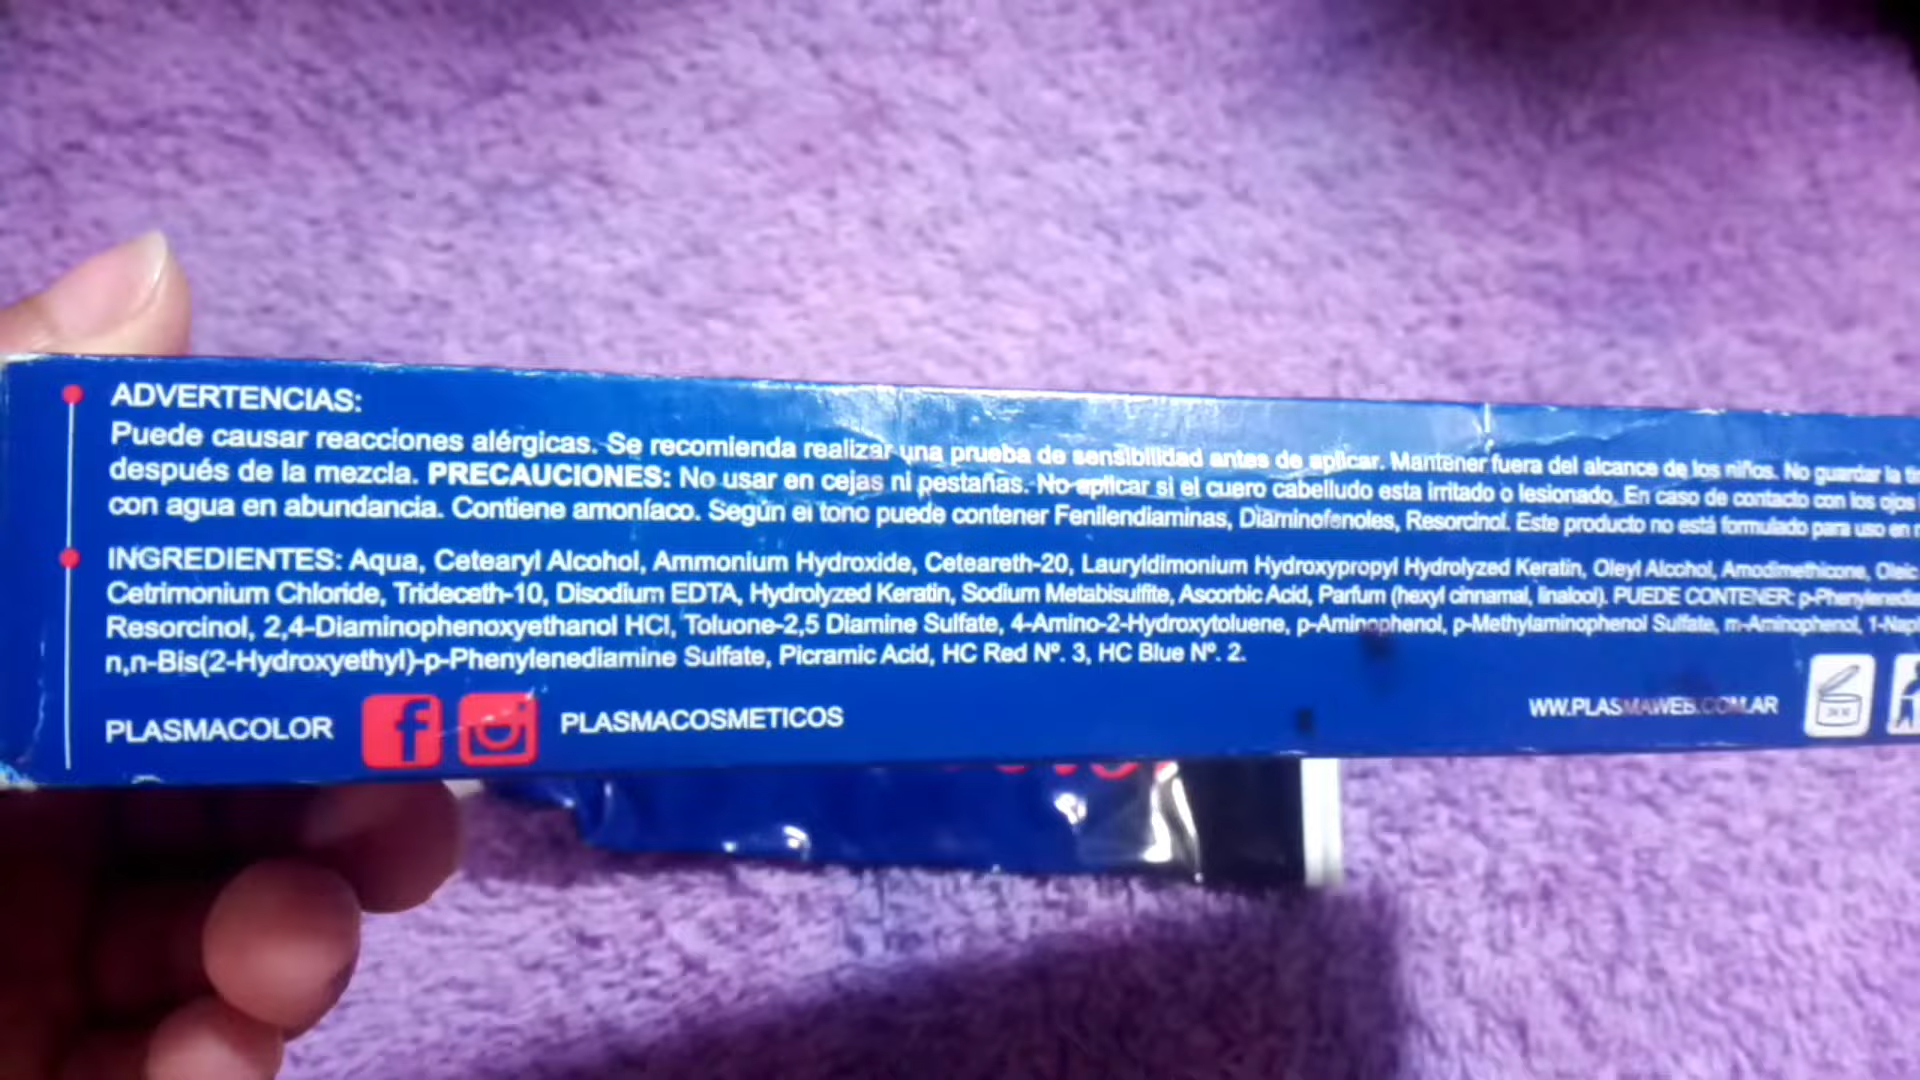 ADVERTENCIAS:
Puede causar reacciones alérgicas. Se recomienda realizar una prueba de sensibilidad antes de aplicar. Mantener fuera del alcance de los niños. No guardar la
después de la mezcla. PRECAUCIONES: No usar en cejas ni pestañas. No aplicar si el cuero cabelludo esta irritado o lesionado. En caso de contacto con los ojos
con agua en abundancia. Contiene amoníaco. Según el tono puede contener Fenilendiaminas, Diaminofenoles, Resorcinol. Este producto no está formulado para uso en
INGREDIENTES: Aqua, Cetearyl Alcohol, Ammonium Hydroxide, Ceteareth-20, Lauryldimonium Hydroxypropyl Hydrolyzed Keratin, Oleyl Alcohol, Amodimethicone, Oleic
Cetrimonium Chloride, Trideceth-10, Disodium EDTA, Hydrolyzed Keratin, Sodium Metabisulfite, Ascorbic Acid, Parfum (hexyl cinnamal, linalool). PUEDE CONTENER:
Resorcinol, 2,4-Diaminophenoxyethanol HCl, Toluone-2,5 Diamine Sulfate, 4-Amino-2-Hydroxytoluene, p-Aminophenol, p-Methylaminophenol Sulfate, m-Aminophenol,
n,n-Bis(2-Hydroxyethyl)-p-Phenylenediamine Sulfate, Picramic Acid, HC Red Nº. 3, HC Blue Nº. 2.
PLASMACOLOR PLASMACOSMETICOS WW.PLASMAWEB.COM.AR